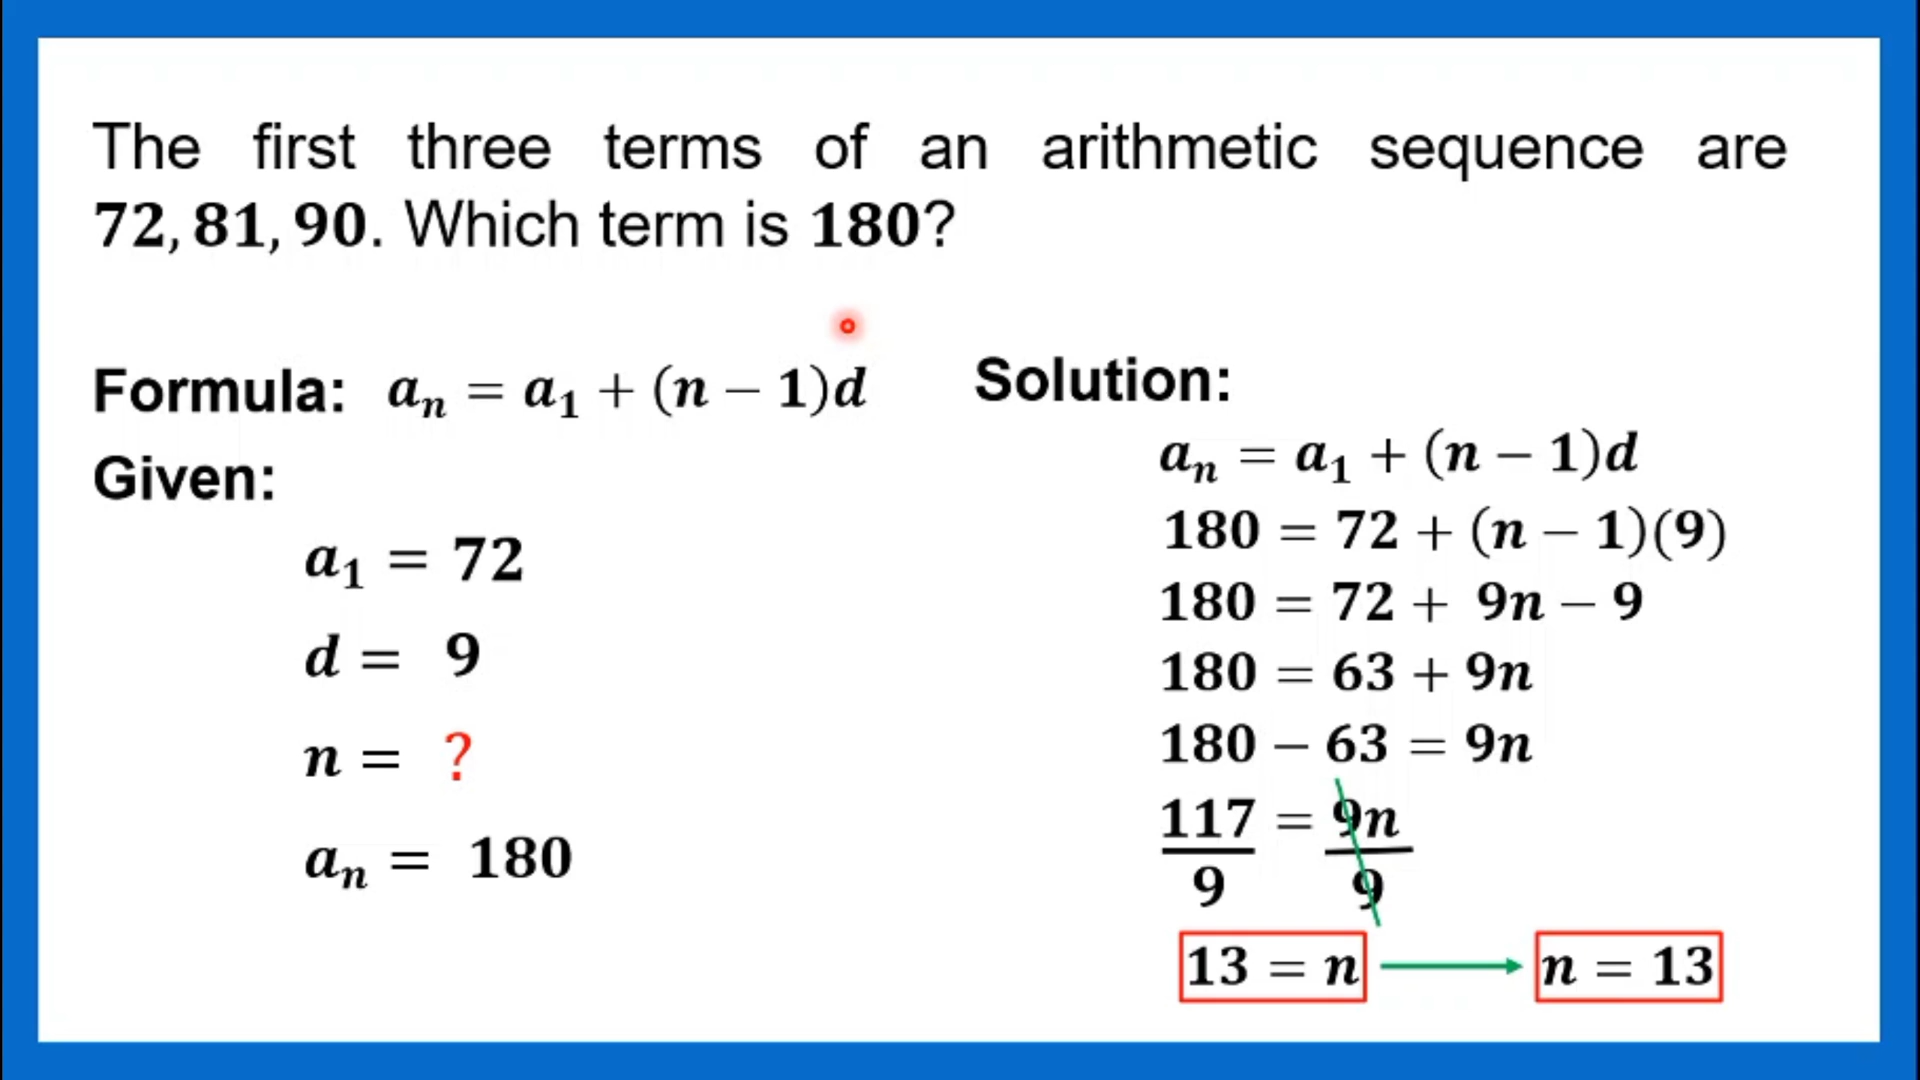 The first three terms of an arithmetic sequence are
72, 81, 90. Which term is 180?
Formula: aₙ = a₁ + (n − 1)d
Given:
a₁ = 72
d = 9
n = ?
aₙ = 180
Solution:
aₙ = a₁ + (n − 1)d
180 = 72 + (n − 1)(9)
180 = 72 + 9n − 9
180 = 63 + 9n
180 − 63 = 9n
117 = 9n
9 9
13 = n n = 13